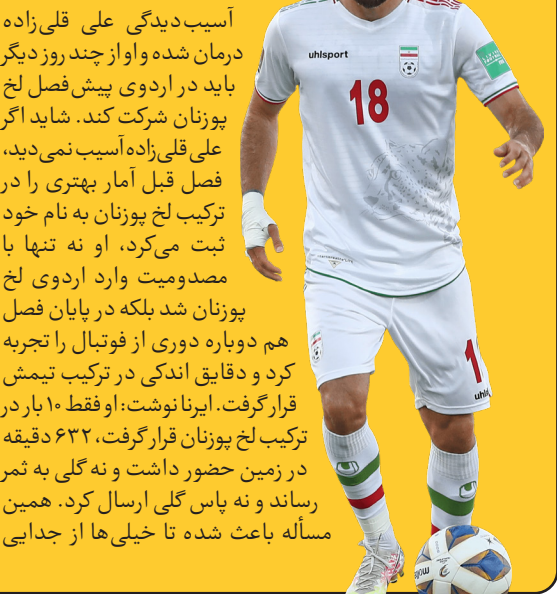 آسیب‌دیدگی علی قلی‌زاده
درمان شده و او از چند روز دیگر
باید در اردوی پیش‌فصل لخ
پوزنان شرکت کند. شاید اگر
علی قلی‌زاده آسیب نمی‌دید،
فصل قبل آمار بهتری را در
ترکیب لخ پوزنان به نام خود
ثبت می‌کرد، او نه تنها با
مصدومیت وارد اردوی لخ
پوزنان شد بلکه در پایان فصل
هم دوباره دوری از فوتبال را تجربه
کرد و دقایق اندکی در ترکیب تیمش
قرار گرفت. ایرنا نوشت: او فقط ۱۰ بار در
ترکیب لخ پوزنان قرار گرفت، ۶۳۲ دقیقه
در زمین حضور داشت و نه گلی به ثمر
رساند و نه پاس گلی ارسال کرد. همین
مسأله باعث شده تا خیلی‌ها از جدایی
uhlsport
18